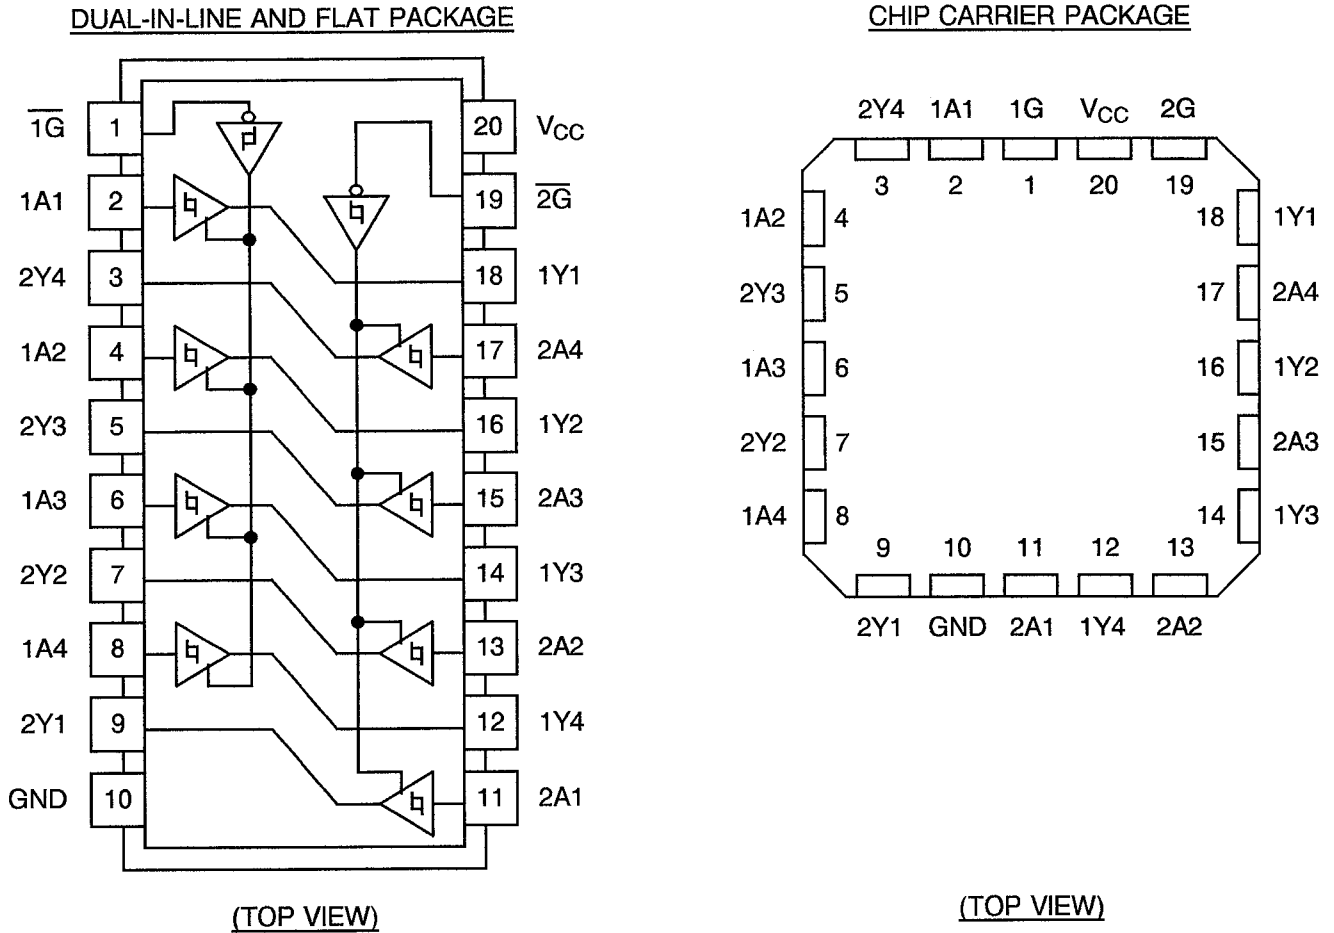 DUAL-IN-LINE AND FLAT PACKAGE
1̅G̅ 1 20 VCC
1A1 2 19 2̅G̅
2Y4 3 18 1Y1
1A2 4 17 2A4
2Y3 5 16 1Y2
1A3 6 15 2A3
2Y2 7 14 1Y3
1A4 8 13 2A2
2Y1 9 12 1Y4
GND 10 11 2A1
(TOP VIEW)
CHIP CARRIER PACKAGE
2Y4 1A1 1G VCC 2G
3 2 1 20 19
1A2 4 18 1Y1
2Y3 5 17 2A4
1A3 6 16 1Y2
2Y2 7 15 2A3
1A4 8 14 1Y3
9 10 11 12 13
2Y1 GND 2A1 1Y4 2A2
(TOP VIEW)